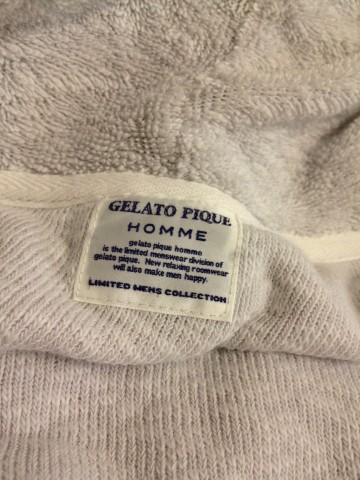 GELATO PIQUE
HOMME
gelato pique homme
is the limited menswear division of
gelato pique. New relaxing roomwear
will also make men happy.
LIMITED MENS COLLECTION